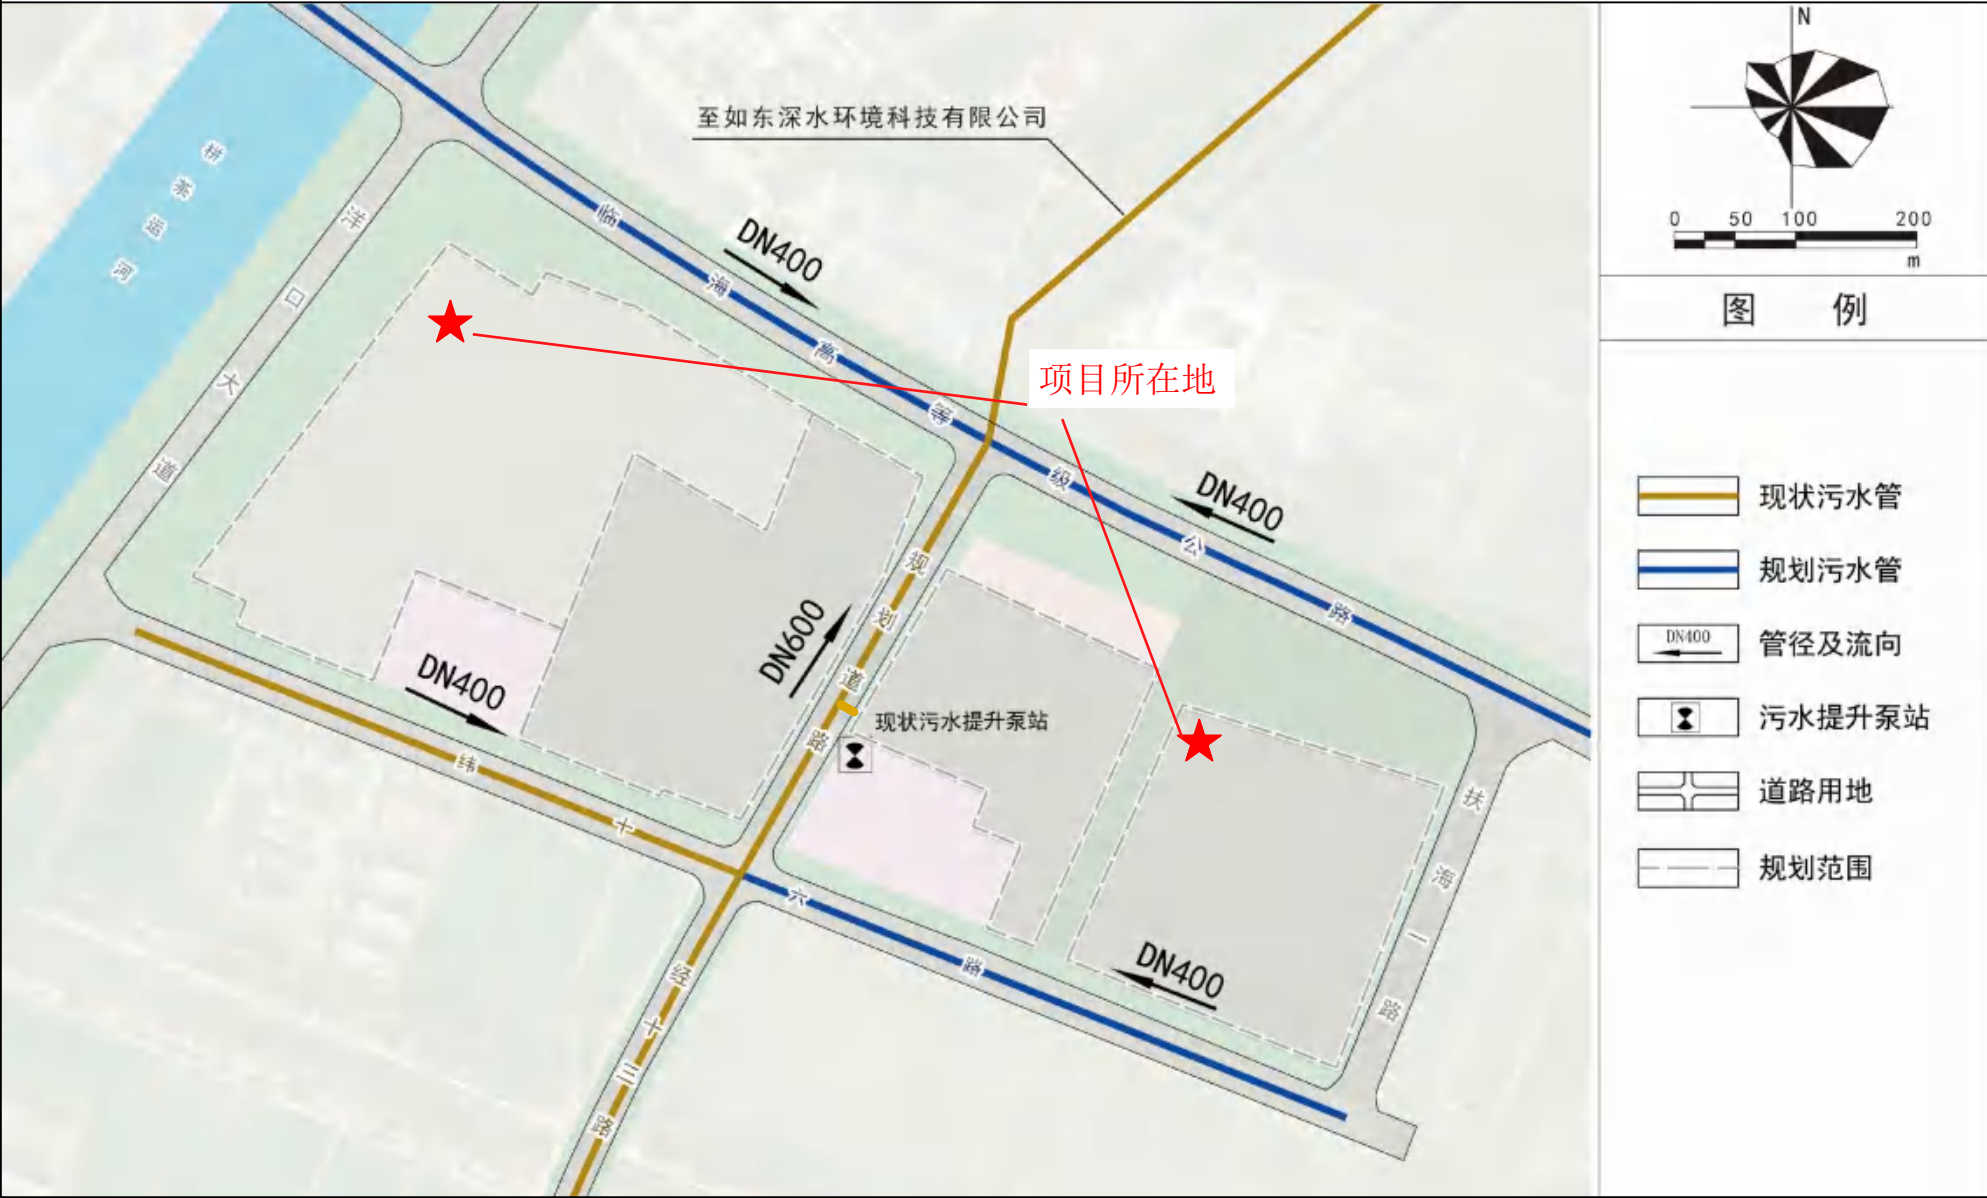 至如东深水环境科技有限公司
栟茶运河
洋口大道
临海高等级公路
DN400
DN400
项目所在地
规划道路
DN600
现状污水提升泵站
DN400
纬十六路
DN400
经十三路
扶海一路
N
0 50 100 200
m
图 例
现状污水管
规划污水管
DN400
管径及流向
污水提升泵站
道路用地
规划范围